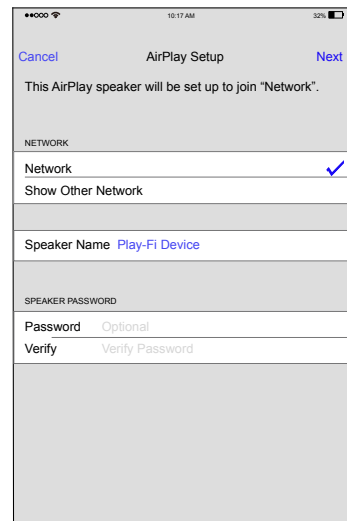 10:17 AM
32%
Cancel AirPlay Setup Next
This AirPlay speaker will be set up to join “Network”.
NETWORK
Network
Show Other Network
Speaker Name Play-Fi Device
SPEAKER PASSWORD
Password Optional
Verify Verify Password